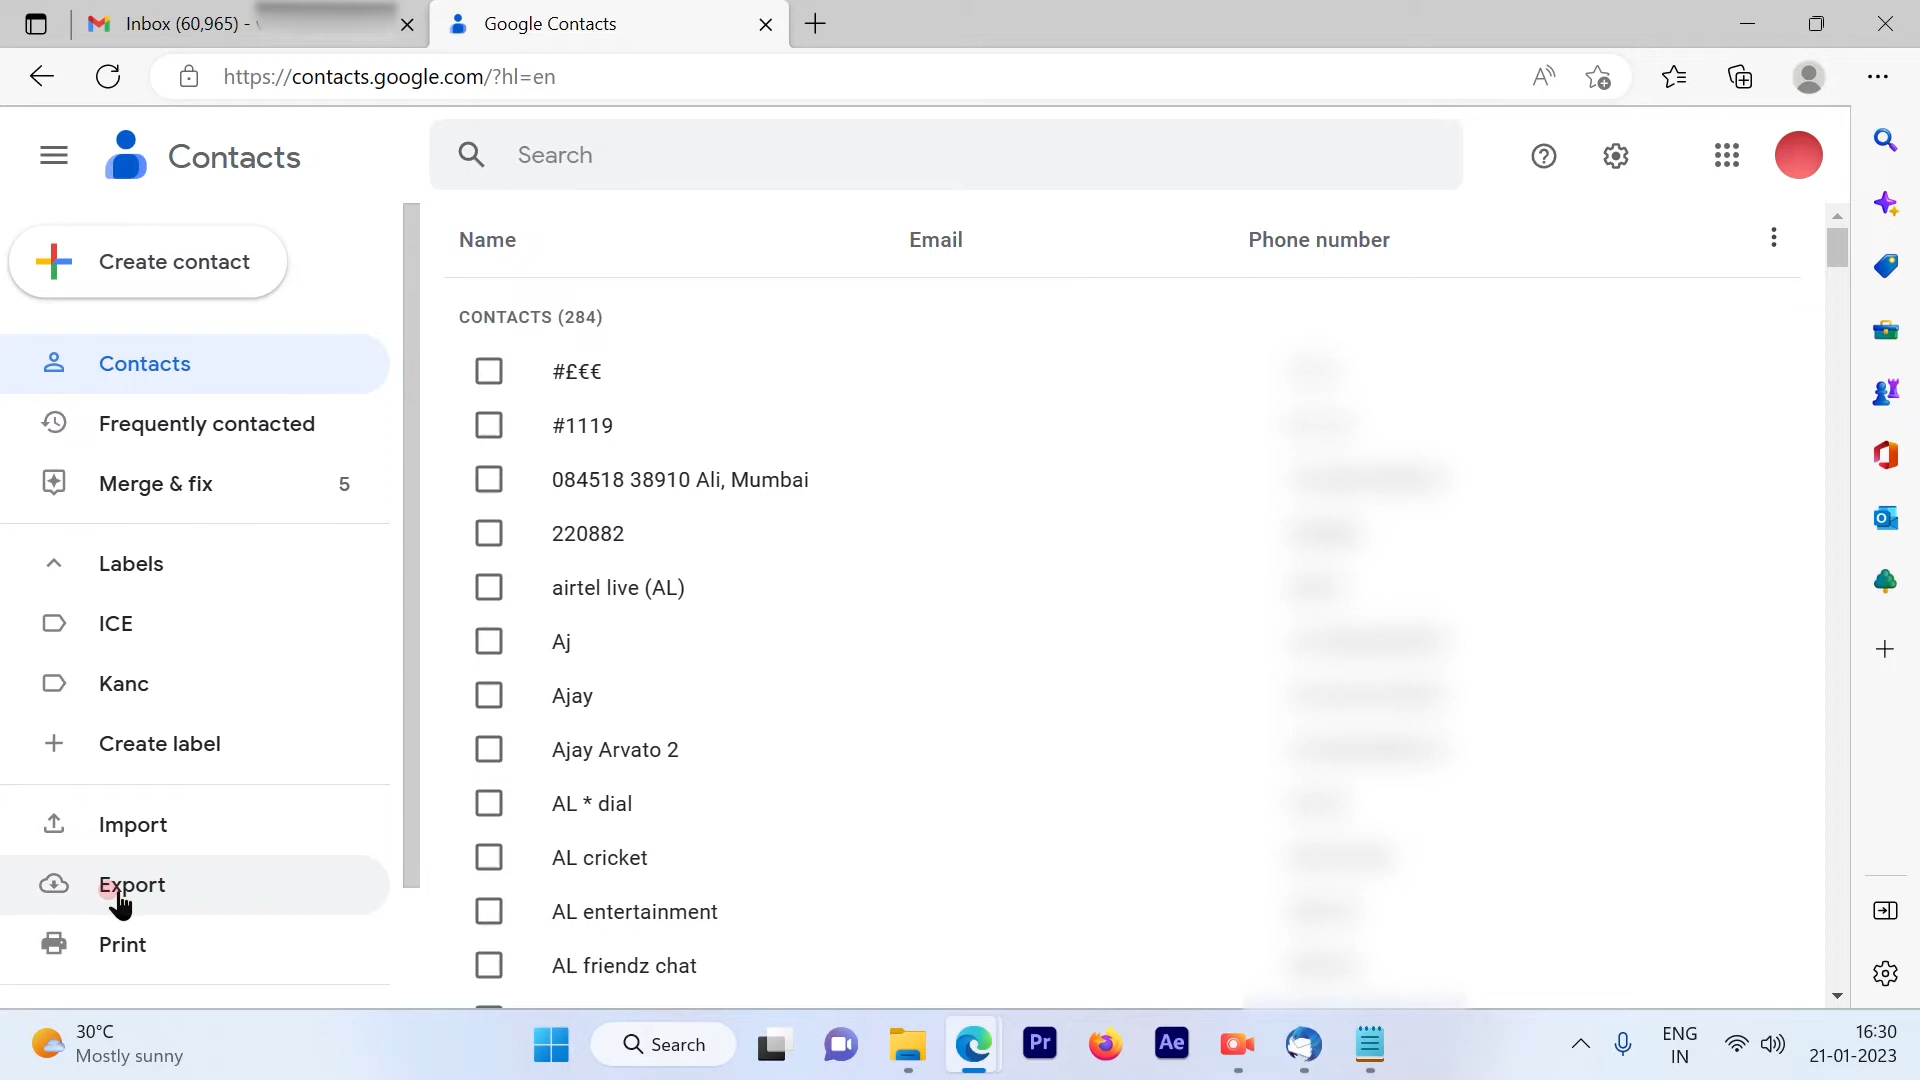 Inbox (60,965) -
Google Contacts
https://contacts.google.com/?hl=en
Contacts
Search
Create contact
Name Email Phone number
CONTACTS (284)
Contacts
Frequently contacted
Merge & fix 5
Labels
ICE
Kanc
Create label
Import
Export
Print
#£€€
#1119
084518 38910 Ali, Mumbai
220882
airtel live (AL)
Aj
Ajay
Ajay Arvato 2
AL * dial
AL cricket
AL entertainment
AL friendz chat
30°C
Mostly sunny
Search
Pr
Ae
ENG
IN
16:30
21-01-2023